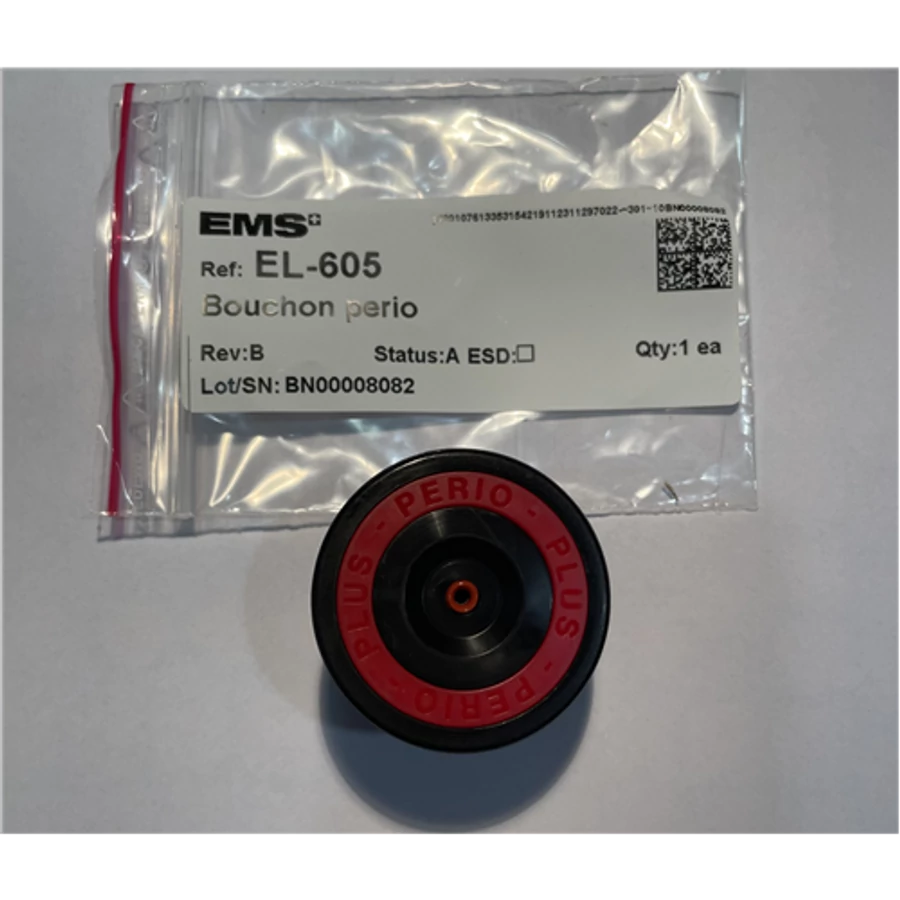 EMS
Ref: EL-605
Bouchon perio
Rev:B Status:A ESD:☐ Qty:1 ea
Lot/SN: BN00008082
PERIO - PLUS - PERIO - PLUS -